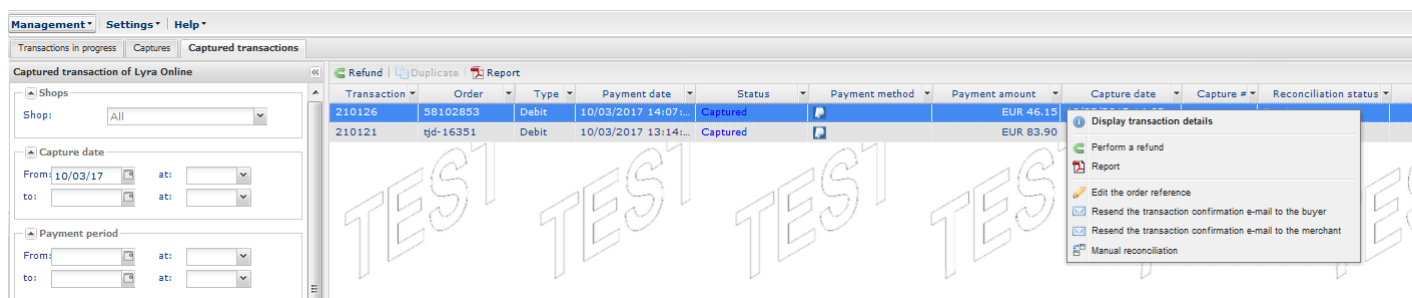 Management Settings Help
Transactions in progress Captures Captured transactions
Captured transaction of Lyra Online
Shops
Shop: All
Capture date
From: 10/03/17 at:
to: at:
Payment period
From: at:
to: at:
Refund Duplicate Report
Transaction Order Type Payment date Status Payment method Payment amount Capture date Capture # Reconciliation status
210126 58102853 Debit 10/03/2017 14:07:... Captured EUR 46.15
210121 tjd-16351 Debit 10/03/2017 13:14:... Captured EUR 83.90
Display transaction details
Perform a refund
Report
Edit the order reference
Resend the transaction confirmation e-mail to the buyer
Resend the transaction confirmation e-mail to the merchant
Manual reconciliation
TEST TEST TEST TEST